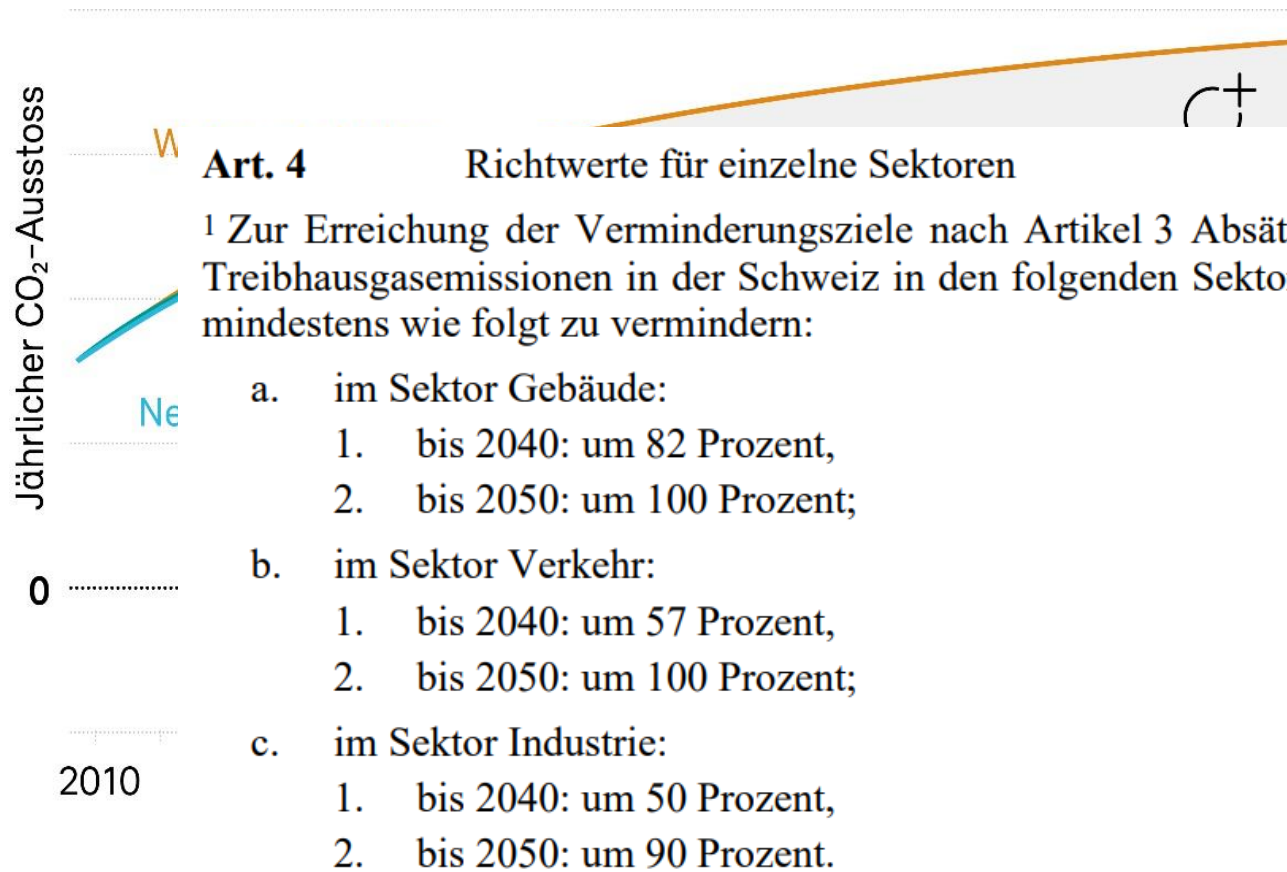 Jährlicher CO₂-Ausstoss
Art. 4 Richtwerte für einzelne Sektoren
¹ Zur Erreichung der Verminderungsziele nach Artikel 3
Treibhausgasemissionen in der Schweiz in den folgenden
mindestens wie folgt zu vermindern:
a. im Sektor Gebäude:
1. bis 2040: um 82 Prozent,
2. bis 2050: um 100 Prozent;
b. im Sektor Verkehr:
1. bis 2040: um 57 Prozent,
2. bis 2050: um 100 Prozent;
0
c. im Sektor Industrie:
1. bis 2040: um 50 Prozent,
2. bis 2050: um 90 Prozent.
2010